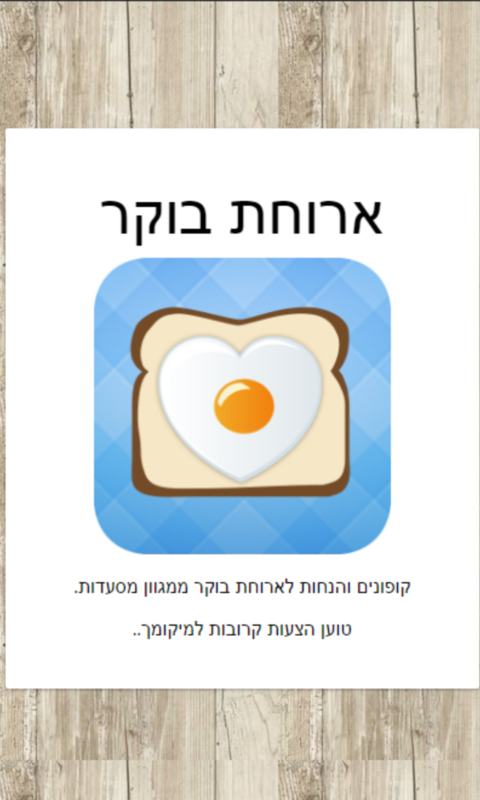 ארוחת בוקר
קופונים והנחות לארוחת בוקר ממגוון מסעדות.
טוען הצעות קרובות למיקומך..